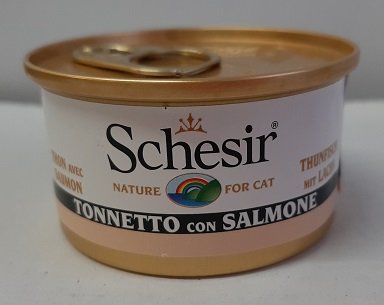 Schesir®
THON AVEC
SAUMON
NATURE FOR CAT
THUNFISCH
MIT LACHS
TONNETTO CON SALMONE